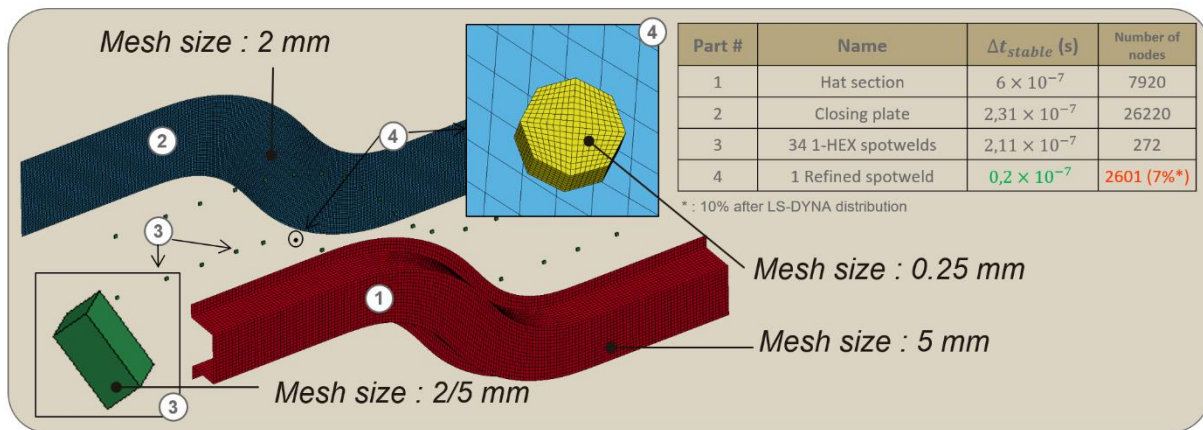 Mesh size : 2 mm
2
4
4
3
1
3
Mesh size : 2/5 mm
Mesh size : 0.25 mm
Mesh size : 5 mm
Part # Name Δt_stable (s) Number of nodes
1 Hat section 6 × 10⁻⁷ 7920
2 Closing plate 2,31 × 10⁻⁷ 26220
3 34 1-HEX spotwelds 2,11 × 10⁻⁷ 272
4 1 Refined spotweld 0,2 × 10⁻⁷ 2601 (7%*)
* : 10% after LS-DYNA distribution